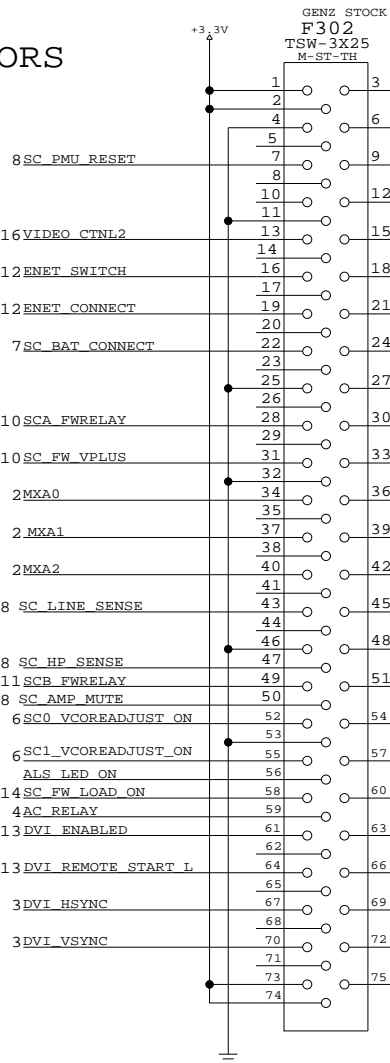 GENZ STOCK
+3.3V
F302
TSW-3X25
M-ST-TH
ORS
1 3
2
4 6
5
8 SC_PMU_RESET 7 9
8
10 12
11
16 VIDEO_CTNL2 13 15
14
12 ENET_SWITCH 16 18
17
12 ENET_CONNECT 19 21
20
7 SC_BAT_CONNECT 22 24
23
25 27
26
10 SCA_FWRELAY 28 30
29
10 SC_FW_VPLUS 31 33
32
2 MXA0 34 36
35
2 MXA1 37 39
38
2 MXA2 40 42
41
8 SC_LINE_SENSE 43 45
44
46 48
8 SC_HP_SENSE 47
11 SCB_FWRELAY 49 51
8 SC_AMP_MUTE 50
6 SC0_VCOREADJUST_ON 52 54
53
6 SC1_VCOREADJUST_ON 55 57
ALS_LED_ON 56
14 SC_FW_LOAD_ON 58 60
4 AC_RELAY 59
13 DVI_ENABLED 61 63
62
13 DVI_REMOTE_START_L 64 66
65
3 DVI_HSYNC 67 69
68
3 DVI_VSYNC 70 72
71
73 75
74